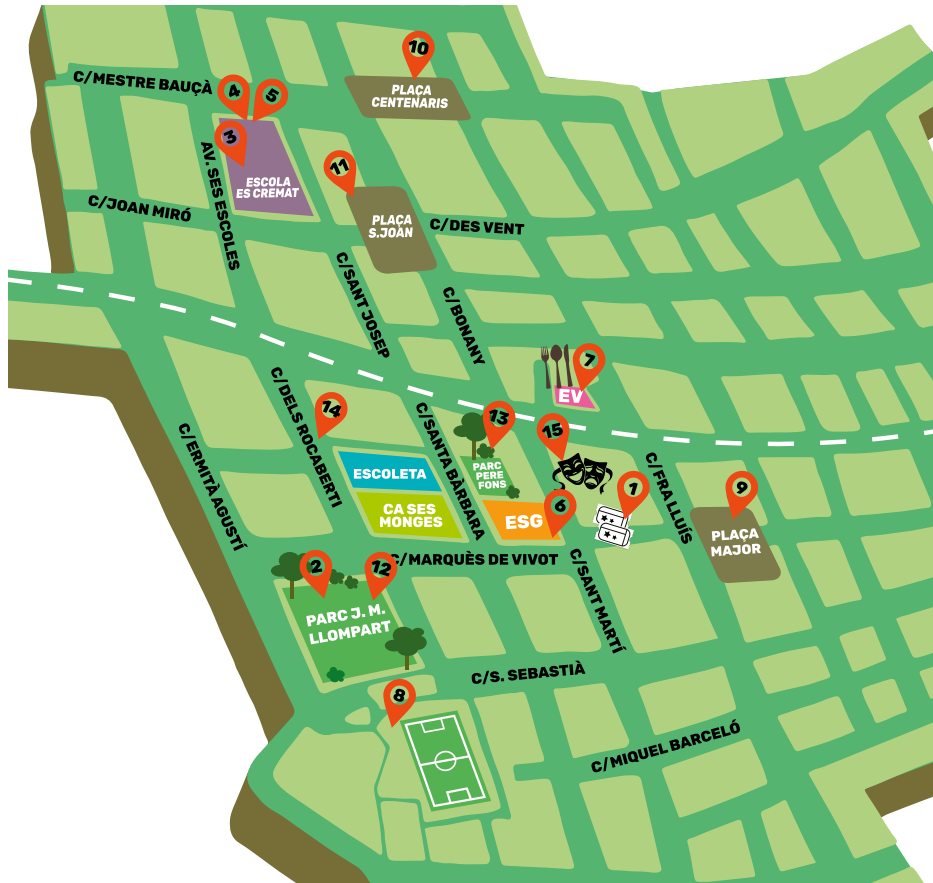 10
C/MESTRE BAUÇÀ
4
5
PLAÇA
CENTENARIS
3
AV. SES ESCOLES
ESCOLA
ES CREMAT
11
C/JOAN MIRÓ
PLAÇA
S.JOAN
C/DES VENT
C/SANT JOSEP
C/BONANY
7
EV
C/DELS ROCABERTI
14
C/SANTA BÀRBARA
13
15
C/ERMITÀ AGUSTÍ
ESCOLETA
PARC
PERE
FONS
C/FRA LLUÍS
1
9
CA SES
MONGES
ESG
6
PLAÇA
MAJOR
C/MARQUÈS DE VIVOT
C/SANT MARTÍ
2
12
PARC J. M.
LLOMPART
C/S. SEBASTIÀ
8
C/MIQUEL BARCELÓ